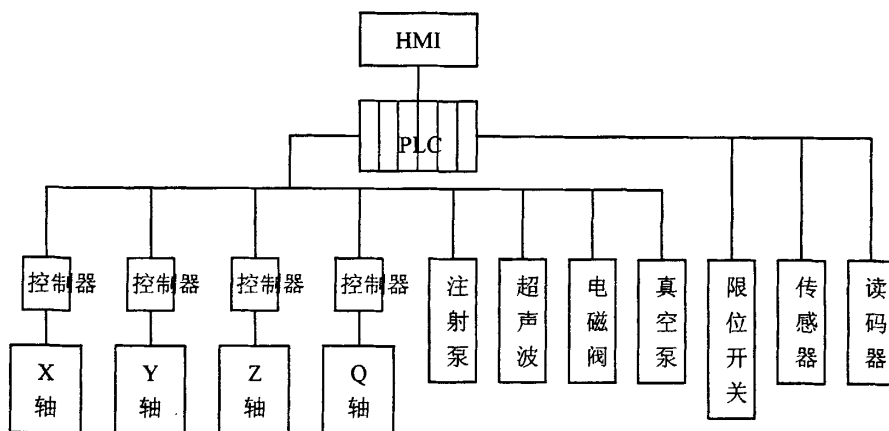 HMI
PLC
控制器
控制器
控制器
控制器
注射泵
超声波
电磁阀
真空泵
限位开关
传感器
读码器
X
轴
Y
轴
Z
轴
Q
轴